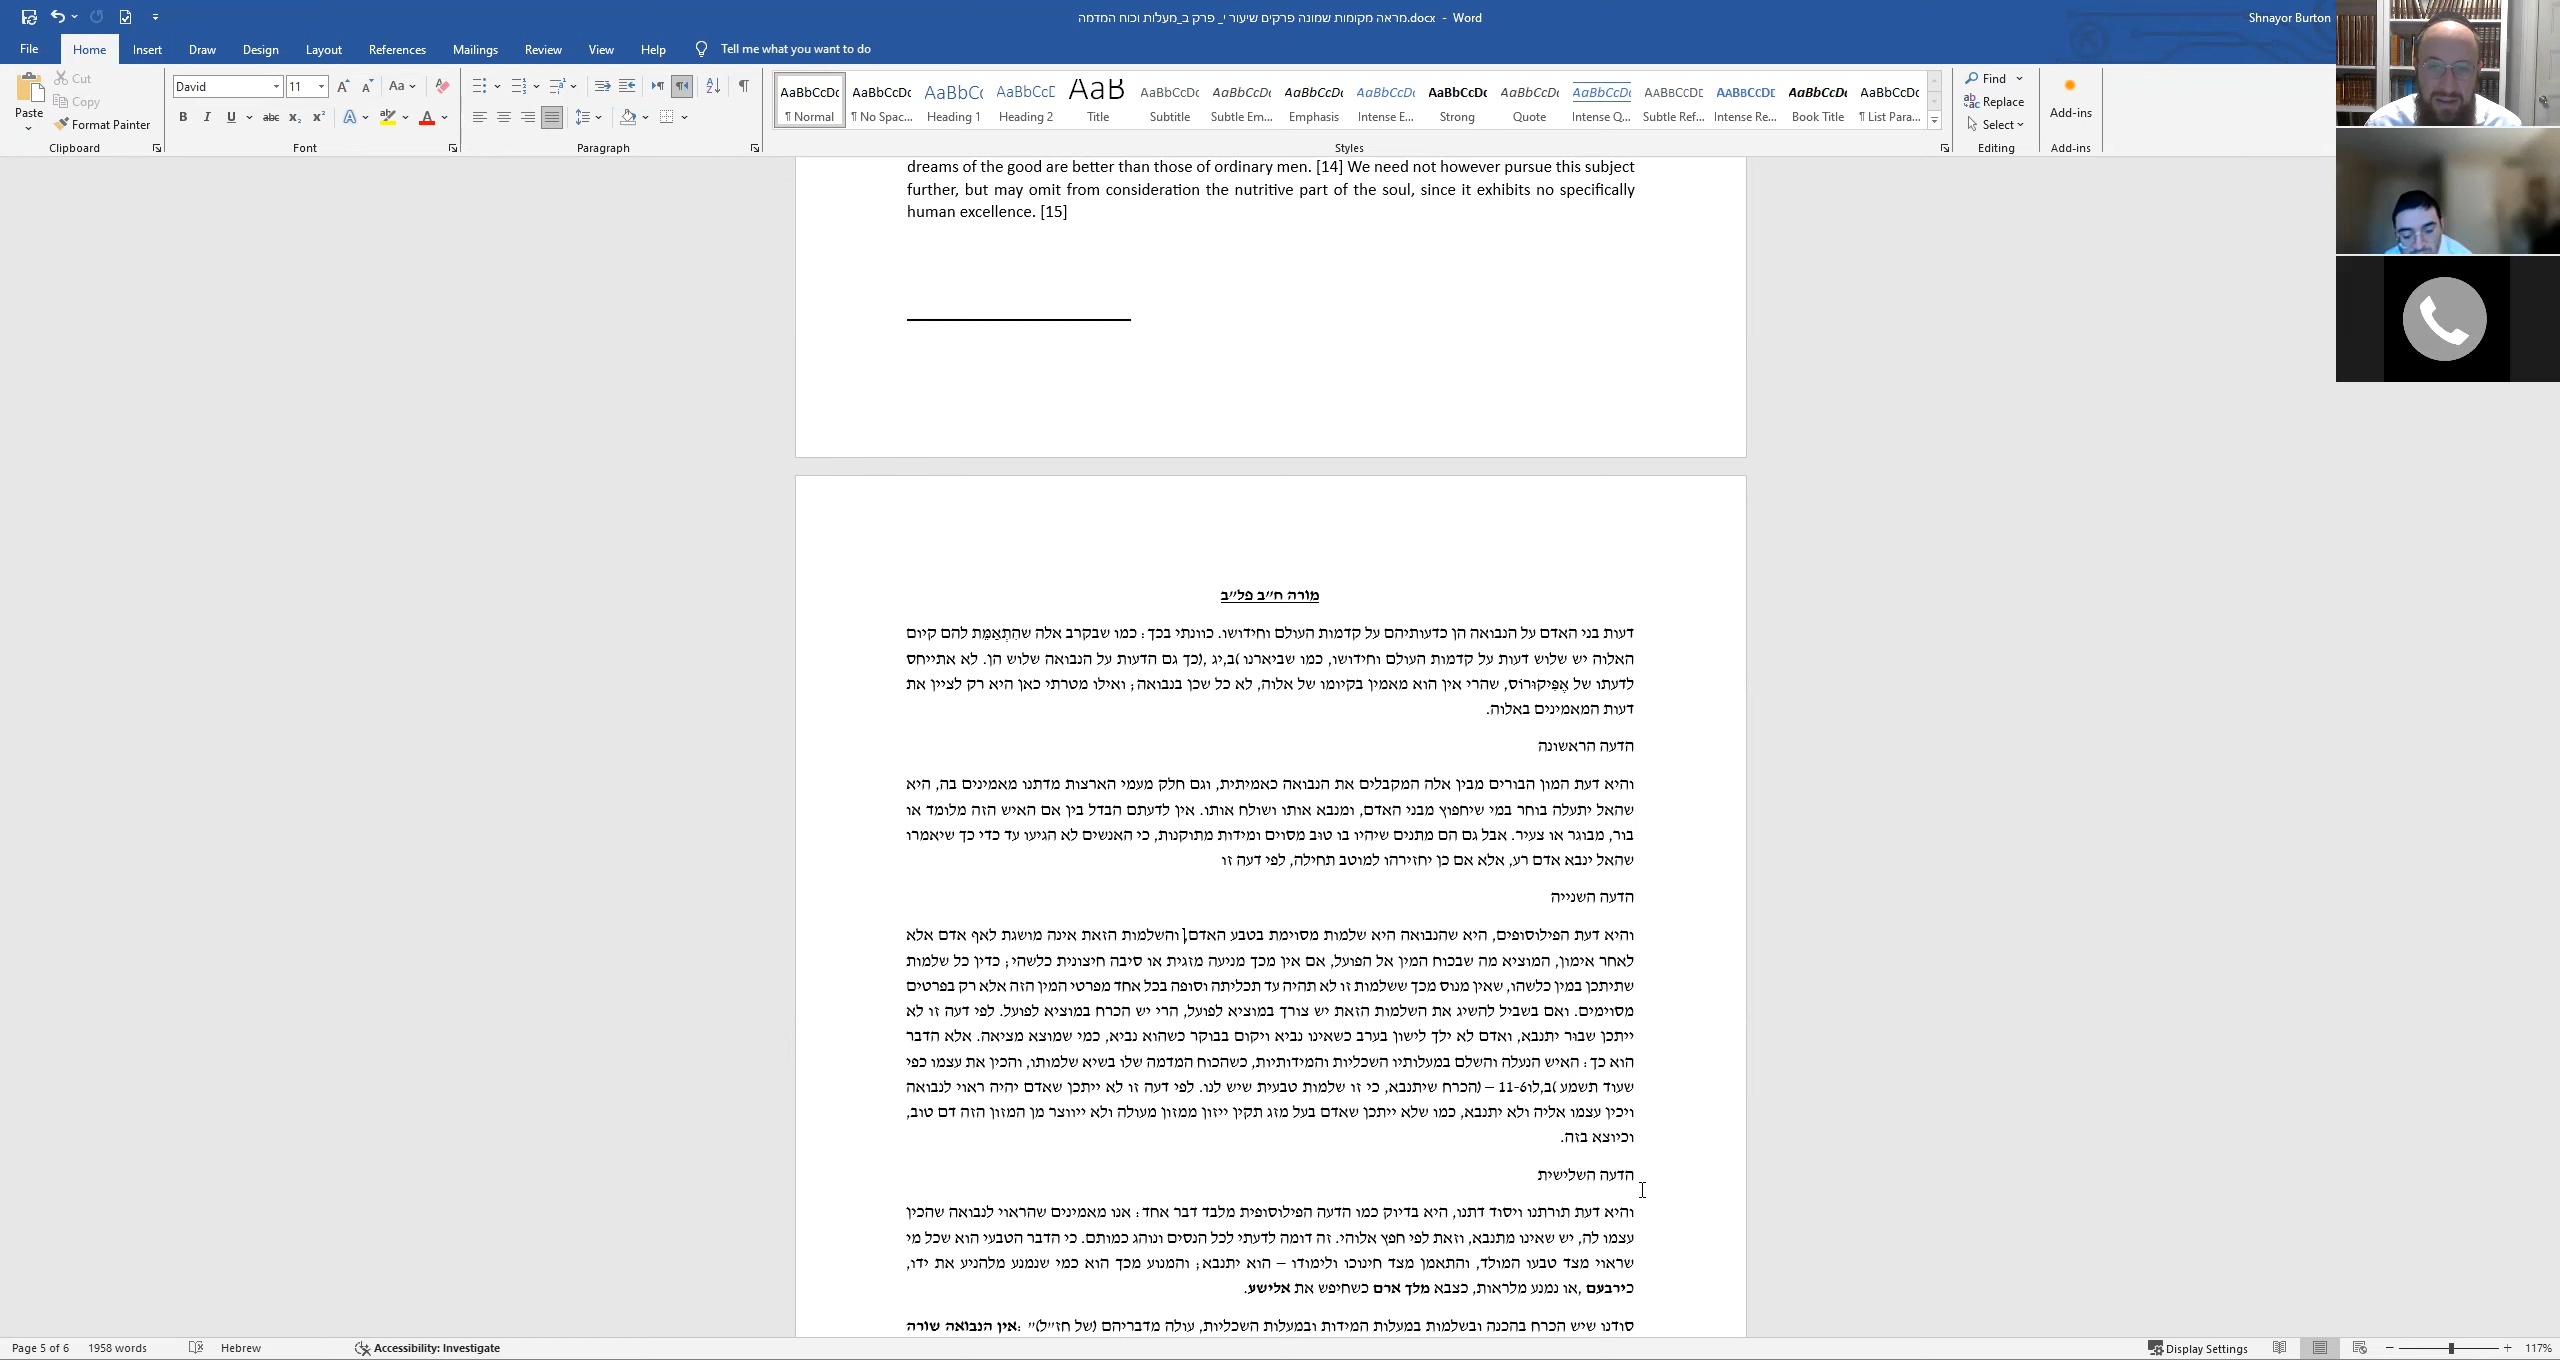 מראה מקומות שמונה פרקים שיעור י_ פרק ב_מעלות וכוח המדמה.docx - Word
Shnayor Burton
File Home Insert Draw Design Layout References Mailings Review View Help Tell me what you want to do
Paste
Cut
Copy
Format Painter
Clipboard
David 11
Font
Paragraph
AaBbCcDc AaBbCcDc AaBbC AaBbCcD AaB AaBbCcD AaBbCcDc AaBbCcDc AaBbCcDc AaBbCcDc AaBbCcDc AaBbCcDc AaBbCcDd AaBbCcDd AaBbCcDc AaBbCcDc
¶ Normal ¶ No Spac... Heading 1 Heading 2 Title Subtitle Subtle Em... Emphasis Intense E... Strong Quote Intense Q... Subtle Ref... Intense Re... Book Title ¶ List Para...
Styles
Find
Replace
Select
Editing
Add-ins
Add-ins
dreams of the good are better than those of ordinary men. [14] We need not however pursue this subject
further, but may omit from consideration the nutritive part of the soul, since it exhibits no specifically
human excellence. [15]
מורה ח״ב פל״ב
דעות בני האדם על הנבואה הן כדעותיהם על קדמות העולם וחידושו. כוונתי בכך: כמו שבקרב אלה שהִתְאַמֵּת להם קיום
האלוה יש שלוש דעות על קדמות העולם וחידושו, כמו שביארנו )ב,יג ,(כך גם הדעות על הנבואה שלוש הן. לא אתייחס
לדעתו של אֶפִּיקוּרוֹס, שהרי אין הוא מאמין בקיומו של אלוה, לא כל שכן בנבואה; ואילו מטרתי כאן היא רק לציין את
דעות המאמינים באלוה.
הדעה הראשונה
והיא דעת המון הבורים מבין אלה המקבלים את הנבואה כאמיתית, וגם חלק מעמי הארצות מדתנו מאמינים בה, היא
שהאל יתעלה בוחר במי שיחפוץ מבני האדם, ומנבא אותו ושולח אותו. אין לדעתם הבדל בין אם האיש הזה מלומד או
בור, מבוגר או צעיר. אבל גם הם מתנים שיהיו בו טוּב מסוים ומידות מתוקנות, כי האנשים לא הגיעו עד כדי כך שיאמרו
שהאל ינבא אדם רע, אלא אם כן יחזירהו למוטב תחילה, לפי דעה זו
הדעה השנייה
והיא דעת הפילוסופים, היא שהנבואה היא שלמות מסוימת בטבע האדם, והשלמות הזאת אינה מושגת לאף אדם אלא
לאחר אימון, המוציא מה שבכוח המין אל הפועל, אם אין מכך מניעה מזגית או סיבה חיצונית כלשהי; כדין כל שלמות
שתיתכן במין כלשהו, שאין מנוס מכך ששלמות זו לא תהיה עד תכליתה וסופה בכל אחד מפרטי המין הזה אלא רק בפרטים
מסוימים. ואם בשביל להשיג את השלמות הזאת יש צורך במוציא לפועל, הרי יש הכרח במוציא לפועל. לפי דעה זו לא
ייתכן שבור יתנבא, ואדם לא ילך לישון בערב כשאינו נביא ויקום בבוקר כשהוא נביא, כמי שמוצא מציאה. אלא הדבר
הוא כך: האיש הנעלה והשלם במעלותיו השכליות והמידותיות, כשהכוח המדמה שלו בשיא שלמותו, והכין את עצמו כפי
שעוד תשמע )ב,לו6-11 – (הכרח שיתנבא, כי זו שלמות טבעית שיש לנו. לפי דעה זו לא ייתכן שאדם יהיה ראוי לנבואה
ויכין עצמו אליה ולא יתנבא, כמו שלא ייתכן שאדם בעל מזג תקין ייזון ממזון מעולה ולא ייווצר מן המזון הזה דם טוב,
וכיוצא בזה.
הדעה השלישית
והיא דעת תורתנו ויסוד דתנו, היא בדיוק כמו הדעה הפילוסופית מלבד דבר אחד: אנו מאמינים שהראוי לנבואה שהכין
עצמו לה, יש שאינו מתנבא, וזאת לפי חפץ אלוהי. זה דומה לדעתי לכל הנסים ונוהג כמותם. כי הדבר הטבעי הוא שכל מי
שראוי מצד טבעו המולד, והתאמן מצד חינוכו ולימודו – הוא יתנבא; והמנוע מכך הוא כמי שנמנע מלהניע את ידו,
כירבעם ,או נמנע מלראות, כצבא מלך ארם כשחיפש את אלישע.
סודנו שיש הכרח בהכנה ובשלמות במעלות המידות ובמעלות השכליות, עולה מדבריהם (של חז״ל)״ :אין הנבואה שורה
Page 5 of 6 1958 words Hebrew Accessibility: Investigate Display Settings 117%